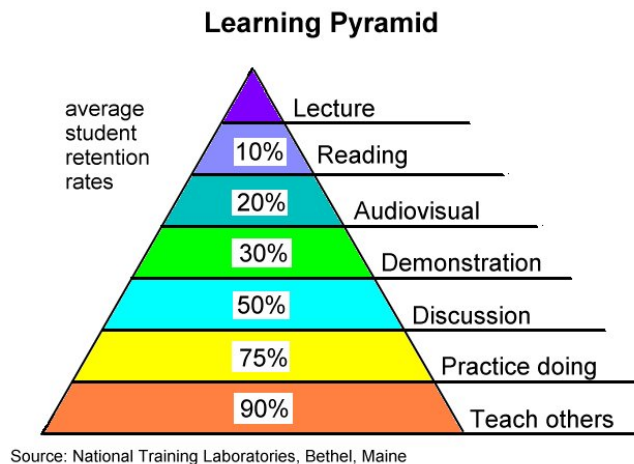 Learning Pyramid
average
student
retention
rates
Lecture
10% Reading
20% Audiovisual
30% Demonstration
50% Discussion
75% Practice doing
90% Teach others
Source: National Training Laboratories, Bethel, Maine